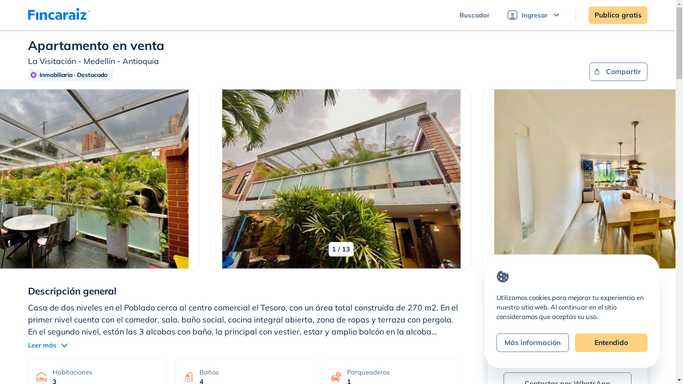 Fincaraiz
Buscador
Ingresar
Publica gratis
Apartamento en venta
La Visitación - Medellín - Antioquia
Inmobiliaria · Destacado
Compartir
1 / 13
Descripción general
Casa de dos niveles en el Poblado cerca al centro comercial el Tesoro, con un área total construida de 270 m2. En el
primer nivel cuenta con el comedor, sala, baño social, cocina integral abierta, zona de ropas y terraza con pergola.
En el segundo nivel, están las 3 alcobas con baño, la principal con vestier, estar y amplio balcón en la alcoba...
Leer más
Habitaciones
3
Baños
4
Parqueaderos
1
Utilizamos cookies para mejorar tu experiencia en
nuestro sitio web. Al continuar en el sitio
consideramos que aceptas su uso.
Más información
Entendido
Contactar por WhatsApp